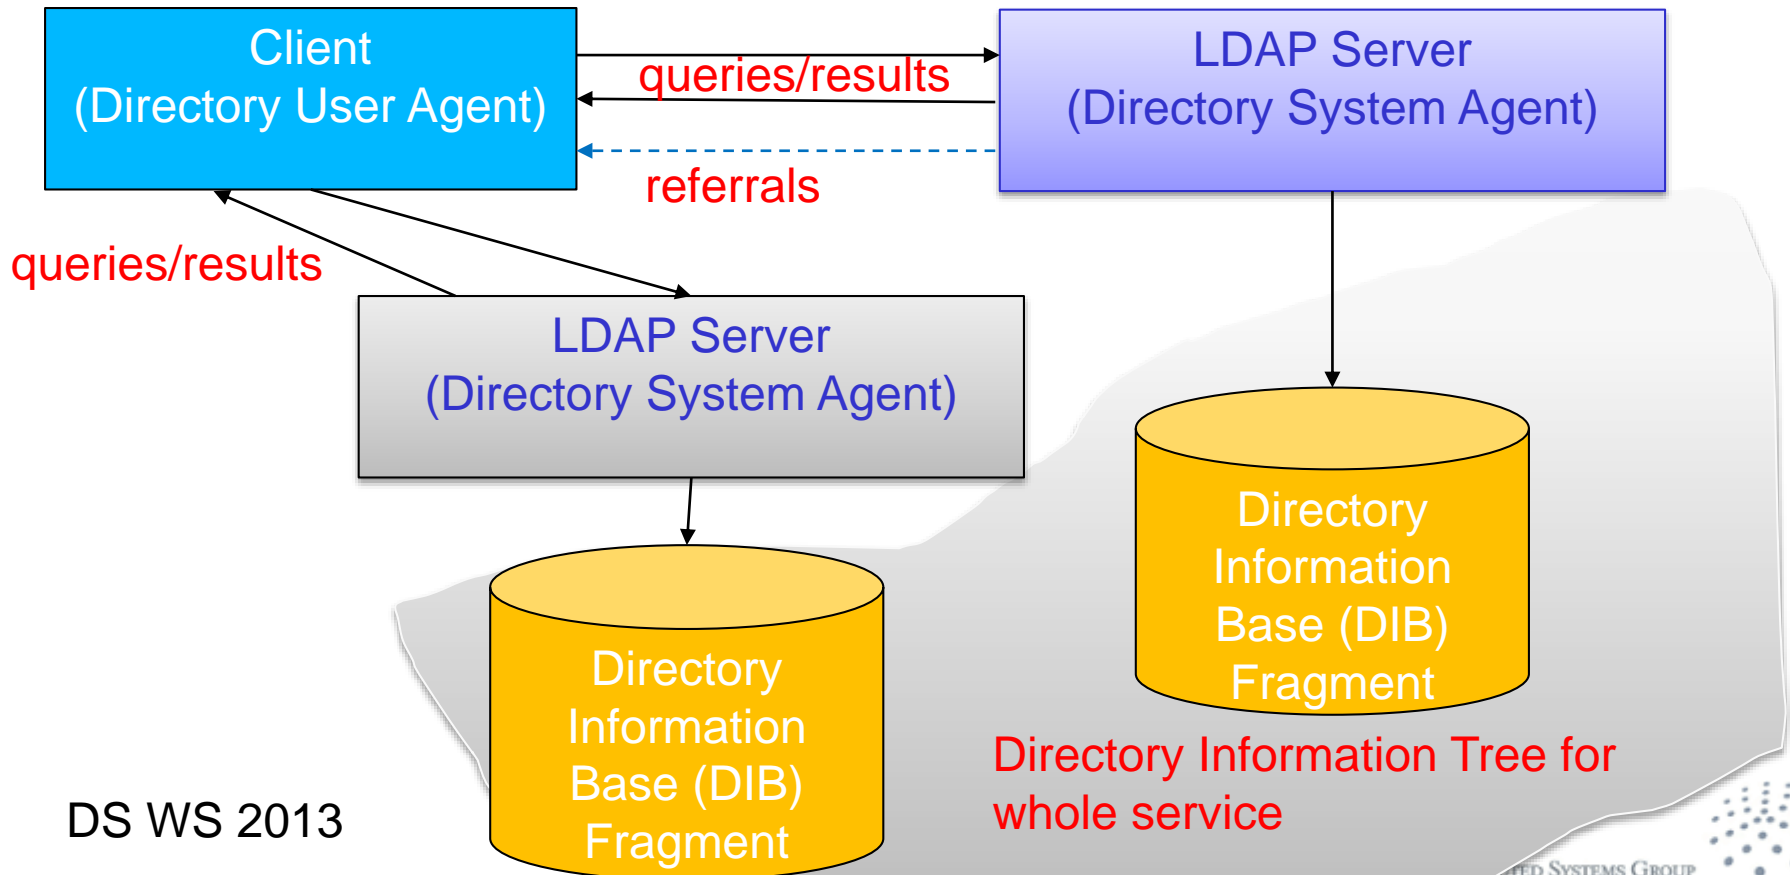 Client
(Directory User Agent)
queries/results
LDAP Server
(Directory System Agent)
referrals
queries/results
LDAP Server
(Directory System Agent)
Directory
Information
Base (DIB)
Fragment
Directory
Information
Base (DIB)
Fragment
Directory Information Tree for
whole service
DS WS 2013
SYSTEMS GROUP